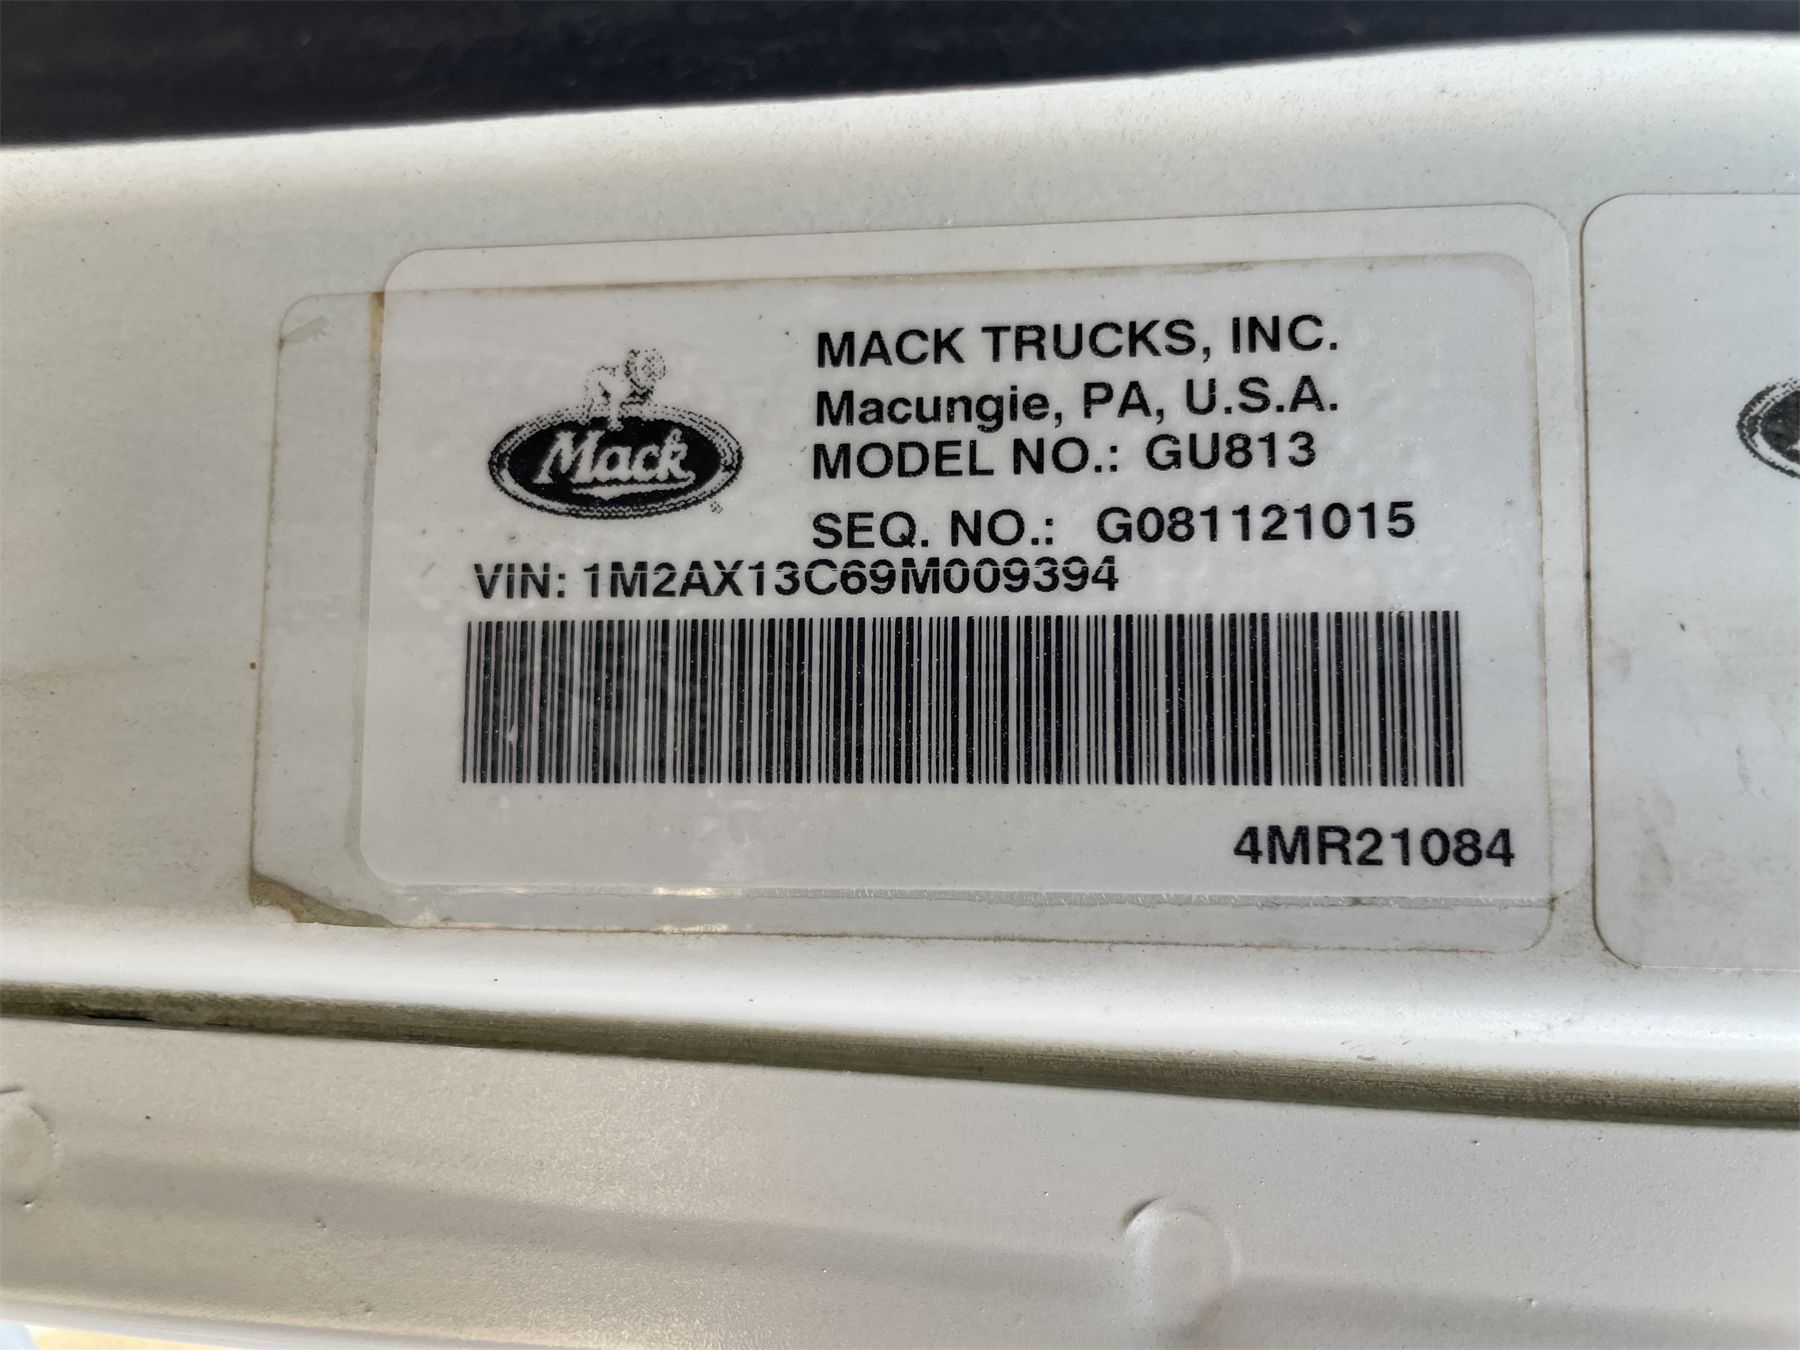 Mack
®
MACK TRUCKS, INC.
Macungie, PA, U.S.A.
MODEL NO.: GU813
SEQ. NO.: G081121015
VIN: 1M2AX13C69M009394
4MR21084